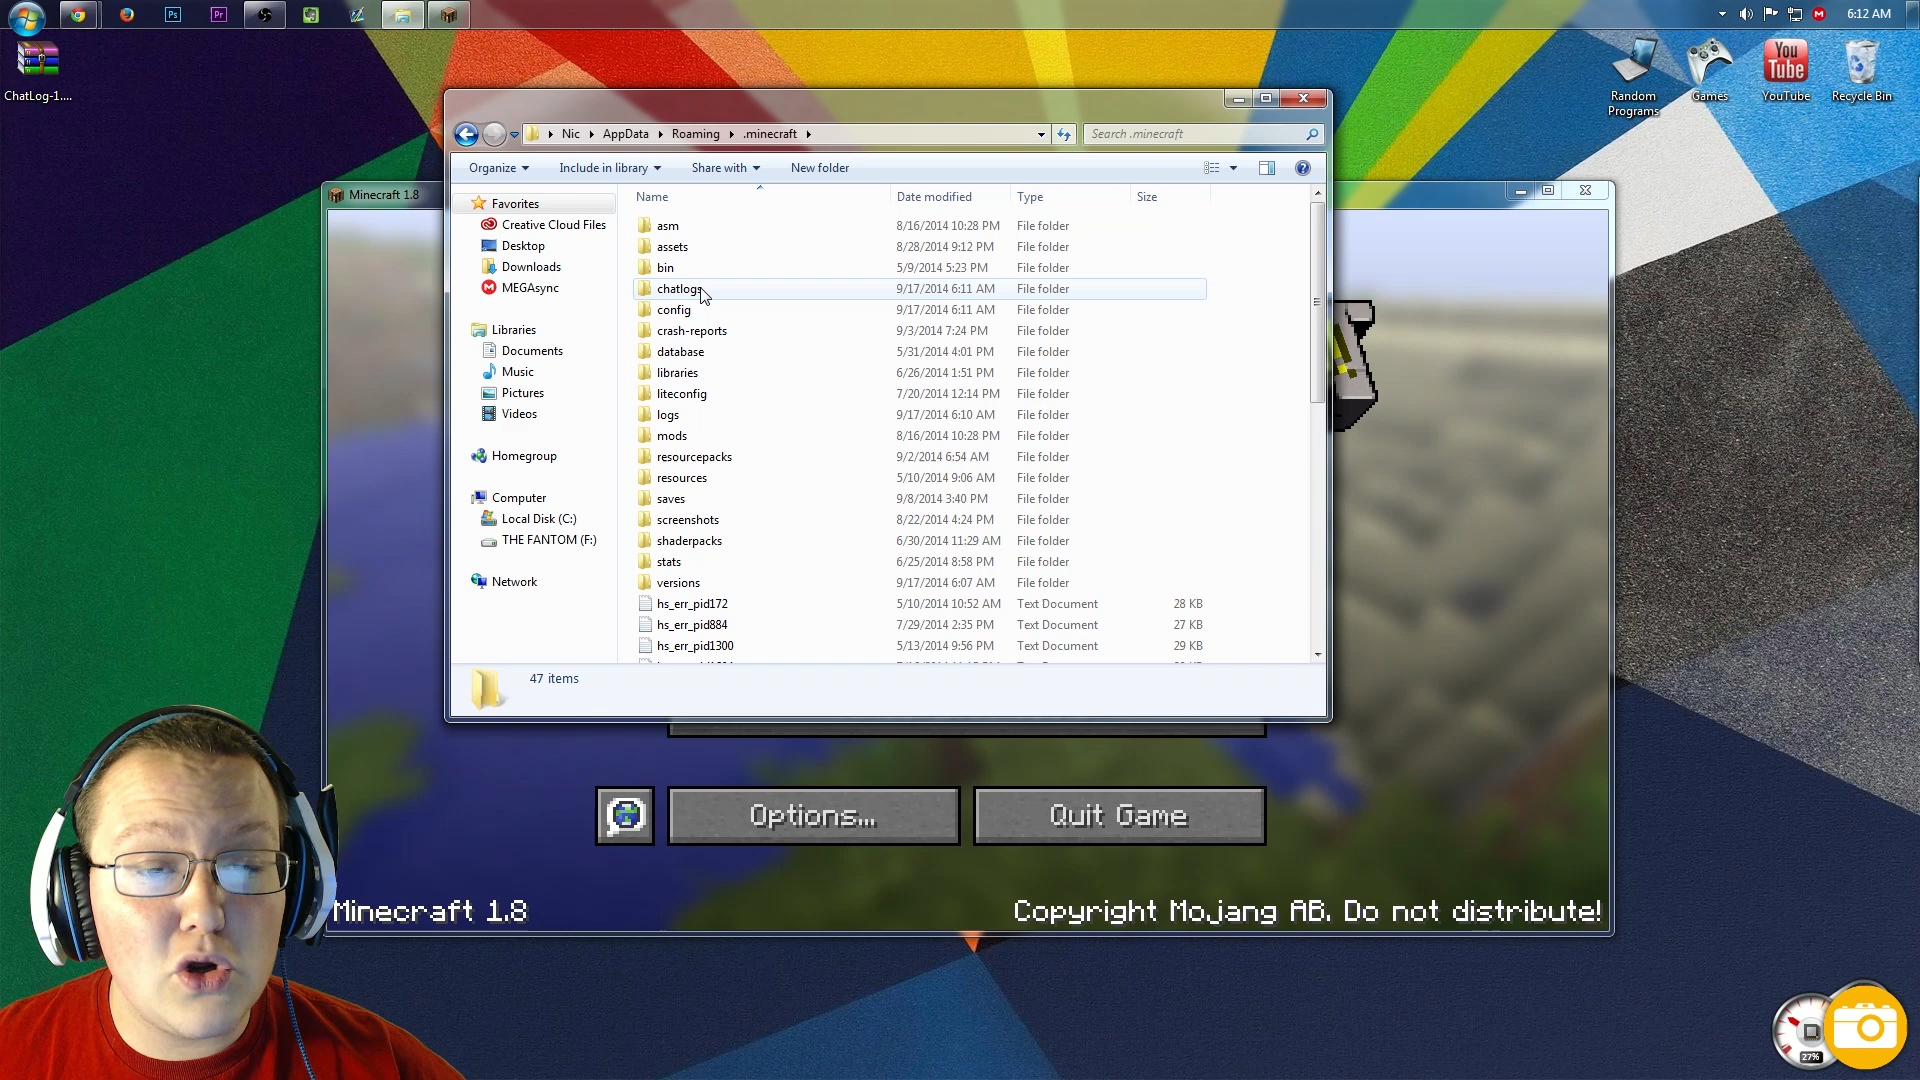 6:12 AM
ChatLog-1....
Random Programs
Games
You Tube
YouTube
Recycle Bin
Nic AppData Roaming .minecraft
Search .minecraft
Organize Include in library Share with New folder
Minecraft 1.8
Name Date modified Type Size
Favorites
Creative Cloud Files
Desktop
Downloads
MEGAsync
Libraries
Documents
Music
Pictures
Videos
Homegroup
Computer
Local Disk (C:)
THE FANTOM (F:)
Network
asm 8/16/2014 10:28 PM File folder
assets 8/28/2014 9:12 PM File folder
bin 5/9/2014 5:23 PM File folder
chatlogs 9/17/2014 6:11 AM File folder
config 9/17/2014 6:11 AM File folder
crash-reports 9/3/2014 7:24 PM File folder
database 5/31/2014 4:01 PM File folder
libraries 6/26/2014 1:51 PM File folder
liteconfig 7/20/2014 12:14 PM File folder
logs 9/17/2014 6:10 AM File folder
mods 8/16/2014 10:28 PM File folder
resourcepacks 9/2/2014 6:54 AM File folder
resources 5/10/2014 9:06 AM File folder
saves 9/8/2014 3:40 PM File folder
screenshots 8/22/2014 4:24 PM File folder
shaderpacks 6/30/2014 11:29 AM File folder
stats 6/25/2014 8:58 PM File folder
versions 9/17/2014 6:07 AM File folder
hs_err_pid172 5/10/2014 10:52 AM Text Document 28 KB
hs_err_pid884 7/29/2014 2:35 PM Text Document 27 KB
hs_err_pid1300 5/13/2014 9:56 PM Text Document 29 KB
47 items
Options...
Quit Game
Minecraft 1.8
Copyright Mojang AB. Do not distribute!
27%